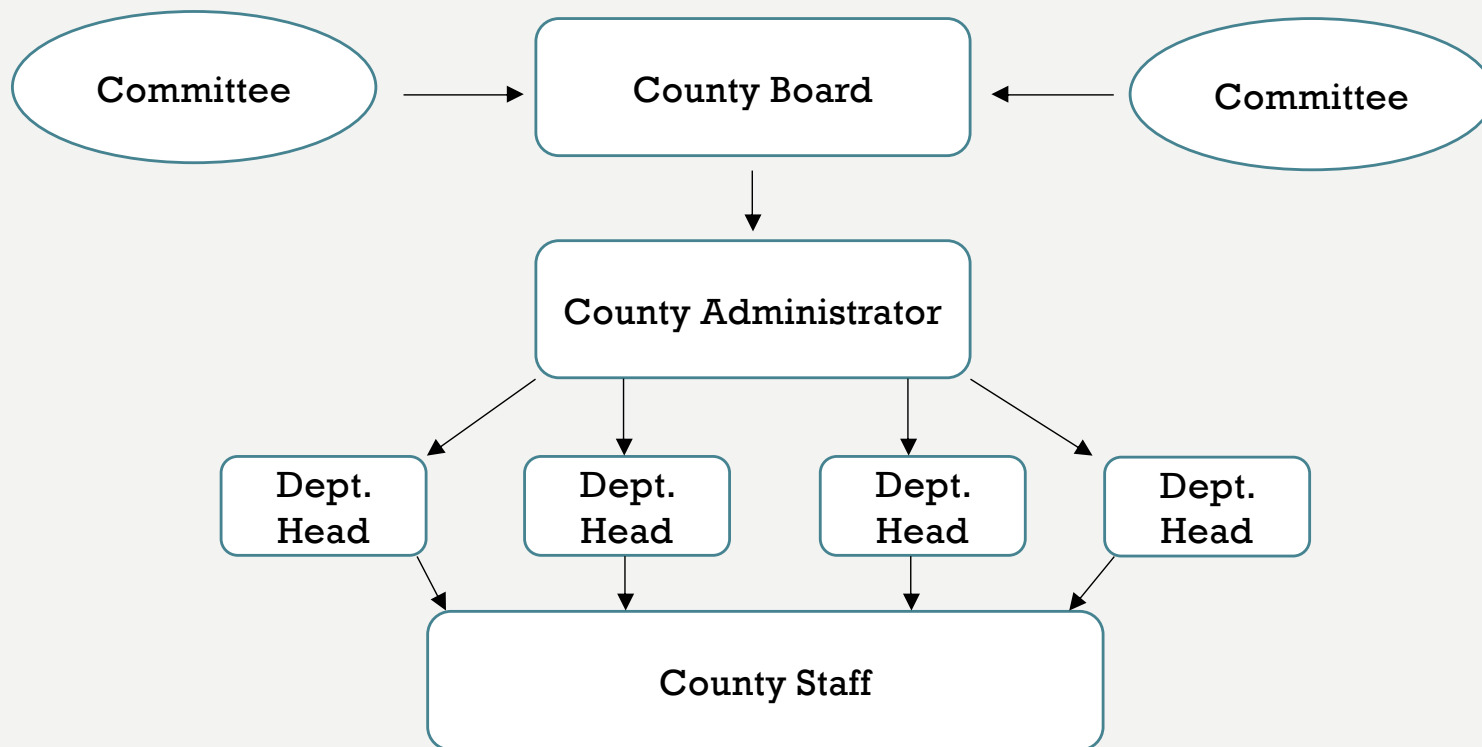 Committee
County Board
Committee
County Administrator
Dept.
Head
Dept.
Head
Dept.
Head
Dept.
Head
County Staff